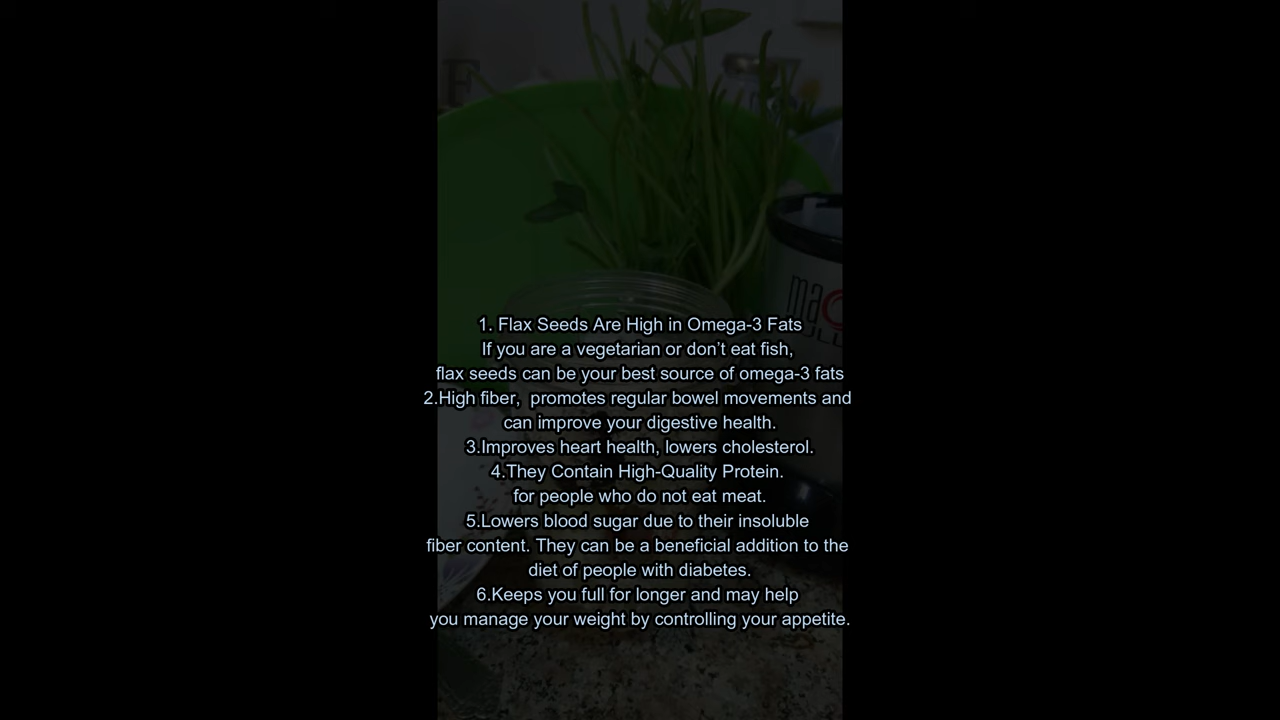 F
ma
BULL
1. Flax Seeds Are High in Omega-3 Fats
If you are a vegetarian or don’t eat fish,
flax seeds can be your best source of omega-3 fats
2.High fiber,  promotes regular bowel movements and
can improve your digestive health.
3.Improves heart health, lowers cholesterol.
4.They Contain High-Quality Protein.
for people who do not eat meat.
5.Lowers blood sugar due to their insoluble
fiber content. They can be a beneficial addition to the
diet of people with diabetes.
6.Keeps you full for longer and may help
you manage your weight by controlling your appetite.